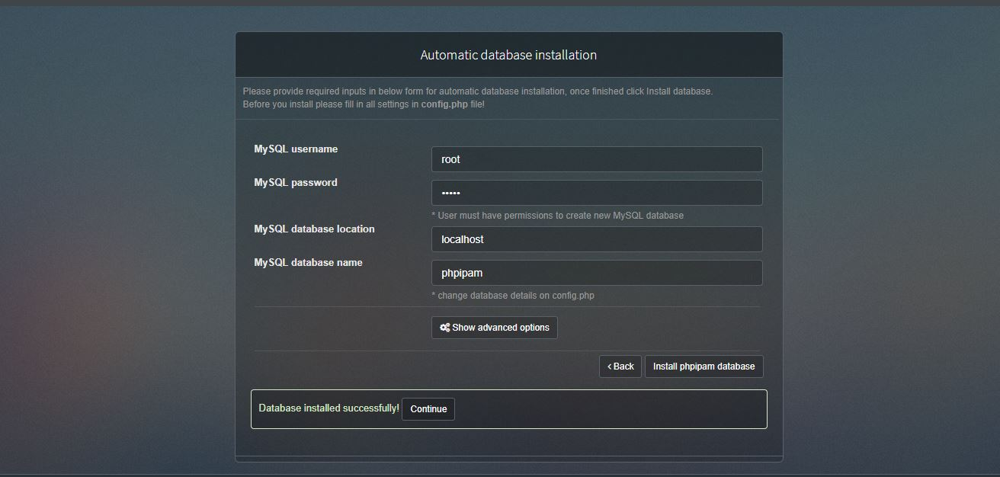 Automatic database installation
Please provide required inputs in below form for automatic database installation, once finished click Install database.
Before you install please fill in all settings in config.php file!
MySQL username
root
MySQL password
•••••
* User must have permissions to create new MySQL database
MySQL database location
localhost
MySQL database name
phpipam
* change database details on config.php
Show advanced options
< Back
Install phpipam database
Database installed successfully! Continue